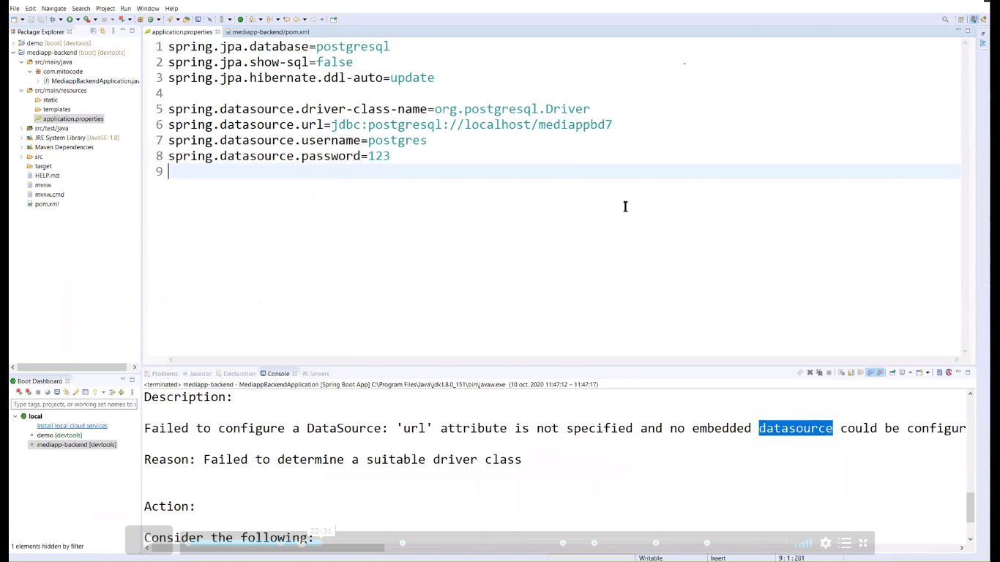 File Edit Navigate Search Project Run Window Help
Package Explorer
application.properties
mediapp-backend/pom.xml
demo [boot] [devtools]
mediapp-backend [boot] [devtools]
src/main/java
com.mitocode
MediappBackendApplication.jav
src/main/resources
static
templates
application.properties
src/test/java
JRE System Library [JavaSE-1.8]
Maven Dependencies
src
target
HELP.md
mvnw
mvnw.cmd
pom.xml
1 spring.jpa.database=postgresql
2 spring.jpa.show-sql=false
3 spring.jpa.hibernate.ddl-auto=update
4
5 spring.datasource.driver-class-name=org.postgresql.Driver
6 spring.datasource.url=jdbc:postgresql://localhost/mediappbd7
7 spring.datasource.username=postgres
8 spring.datasource.password=123
9
Boot Dashboard
Type tags, projects, or working set names to r
local
Install local cloud services
demo [devtools]
mediapp-backend [devtools]
1 elements hidden by filter
Problems Javadoc Declaration Console Servers
<terminated> mediapp-backend - MediappBackendApplication [Spring Boot App] C:\Program Files\Java\jdk1.8.0_151\bin\javaw.exe (10 oct. 2020 11:47:12 – 11:47:17)
Description:
Failed to configure a DataSource: 'url' attribute is not specified and no embedded datasource could be configur
Reason: Failed to determine a suitable driver class
Action:
Consider the following:
22:31
Writable
Insert
9 : 1 : 281